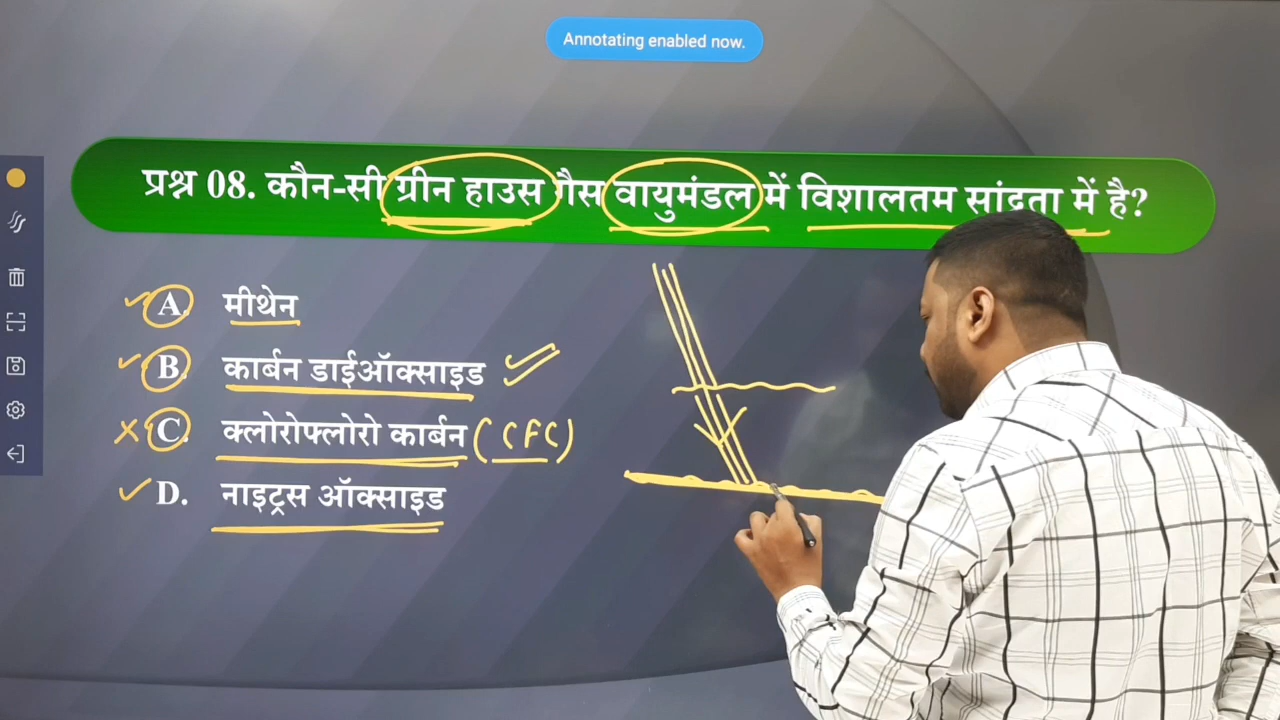 Annotating enabled now.
प्रश्न 08. कौन-सी ग्रीन हाउस गैस वायुमंडल में विशालतम सांद्रता में है?
A. मीथेन
B. कार्बन डाईऑक्साइड
C. क्लोरोफ्लोरो कार्बन (CFC)
D. नाइट्रस ऑक्साइड